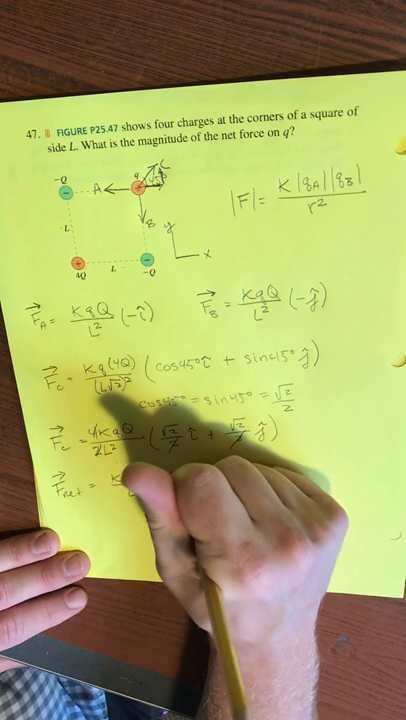 47. FIGURE P25.47 shows four charges at the corners of a square of
side L. What is the magnitude of the net force on q?
-Q A q 45° C
B
L
y
x
4Q L -Q
|F| = K|qA||qB| / r²
F⃗A = KqQ/L² (-î) F⃗B = KqQ/L² (-ĵ)
F⃗C = Kq(4Q)/(L√2)² (cos45° î + sin45° ĵ)
cos45° = sin45° = √2/2
F⃗C = 4KqQ/2L² (√2/2 î + √2/2 ĵ)
F⃗net = K